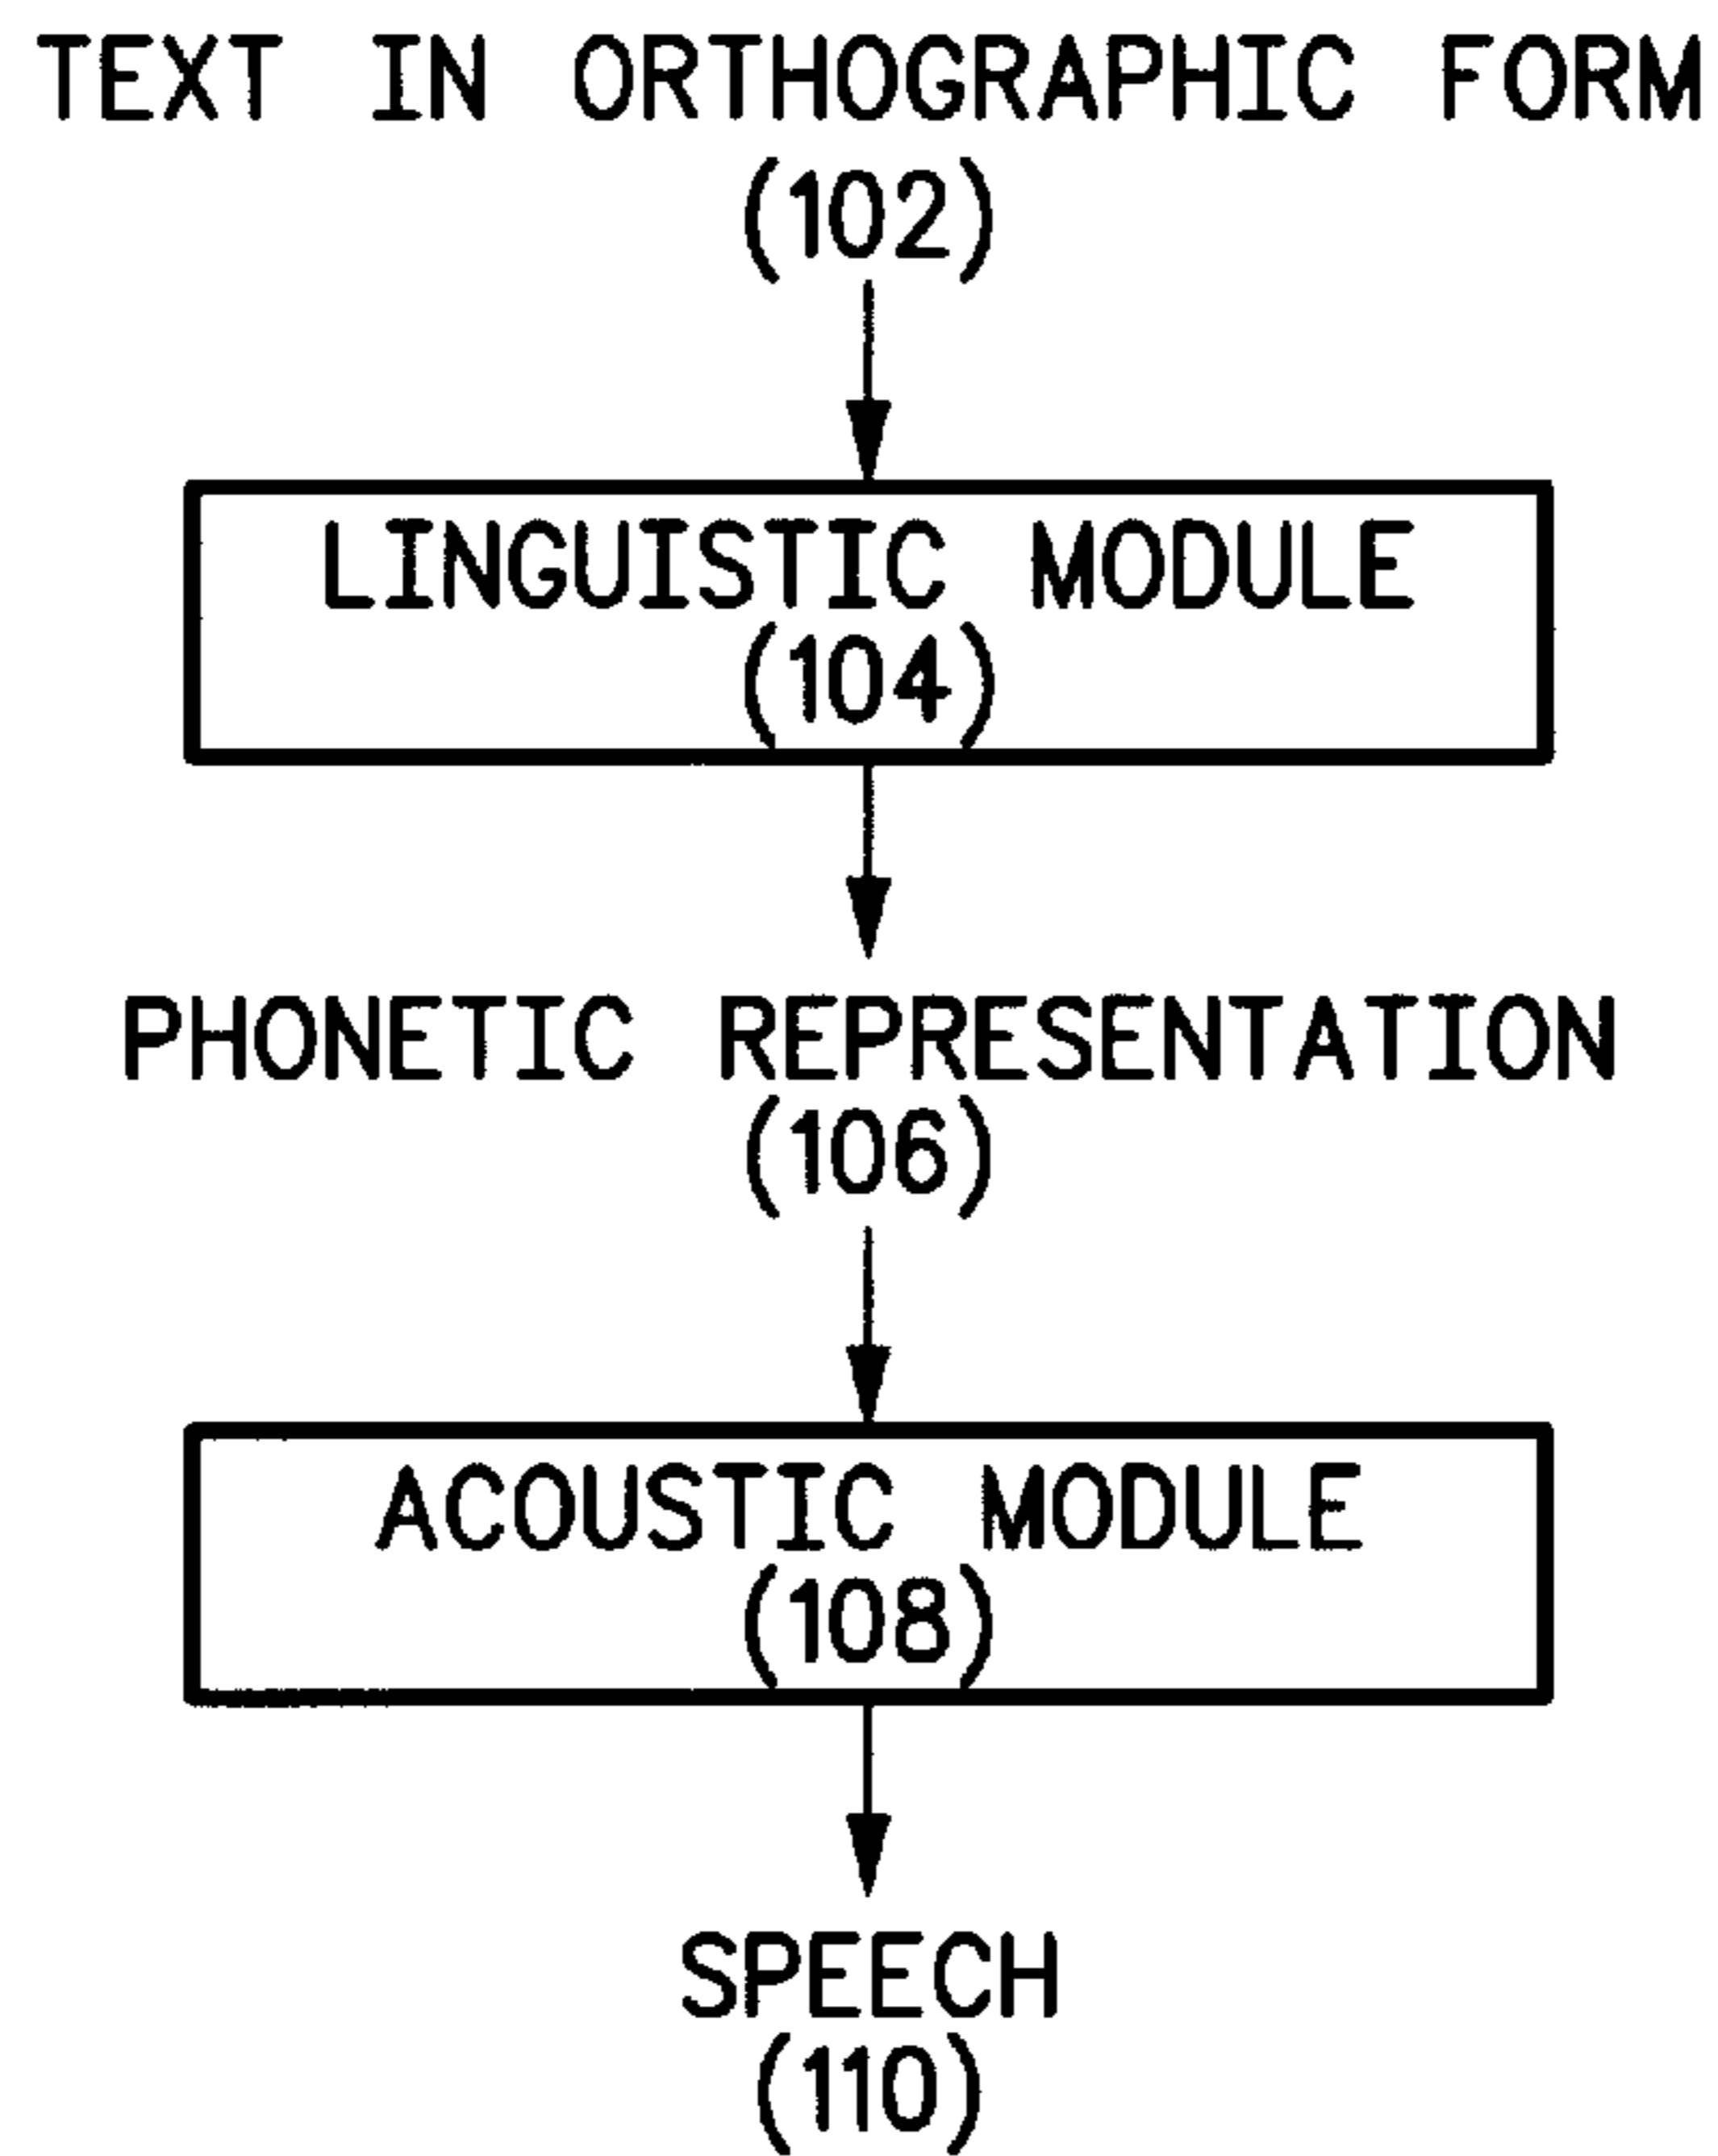 TEXT IN ORTHOGRAPHIC FORM
(102)
LINGUISTIC MODULE
(104)
PHONETIC REPRESENTATION
(106)
ACOUSTIC MODULE
(108)
SPEECH
(110)